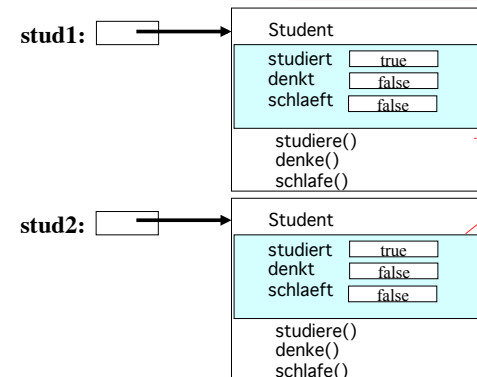 stud1:
Student
studiert true
denkt false
schlaeft false
studiere()
denke()
schlafe()
stud2:
Student
studiert true
denkt false
schlaeft false
studiere()
denke()
schlafe()